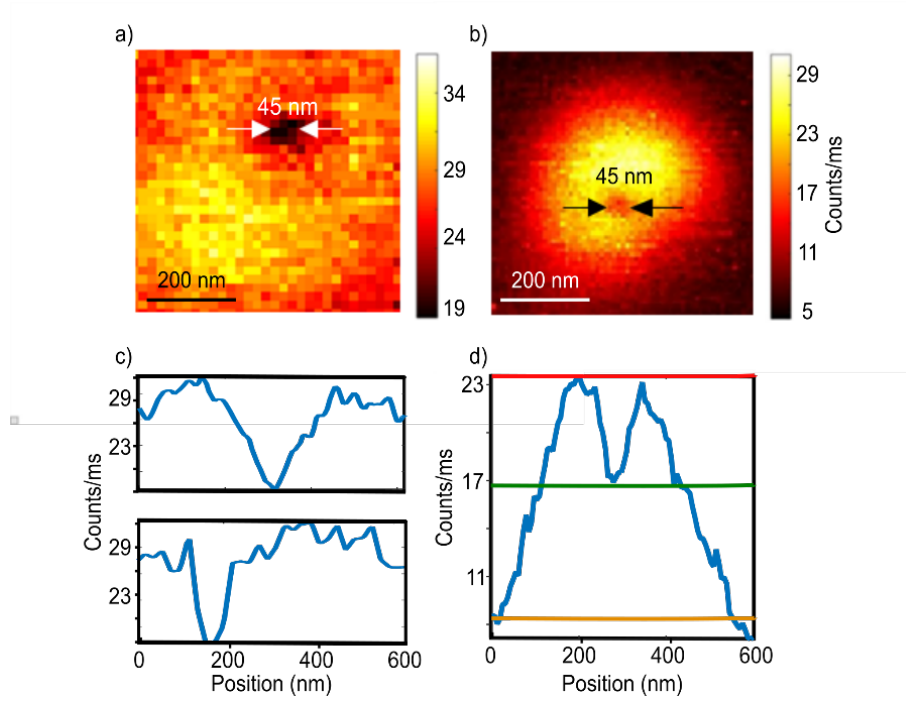 a)
b)
45 nm
200 nm
34
29
24
19
45 nm
200 nm
29
23
17
11
5
Counts/ms
c)
d)
29
23
29
23
Counts/ms
0
200
400
600
Position (nm)
23
17
11
Counts/ms
0
200
400
600
Position (nm)